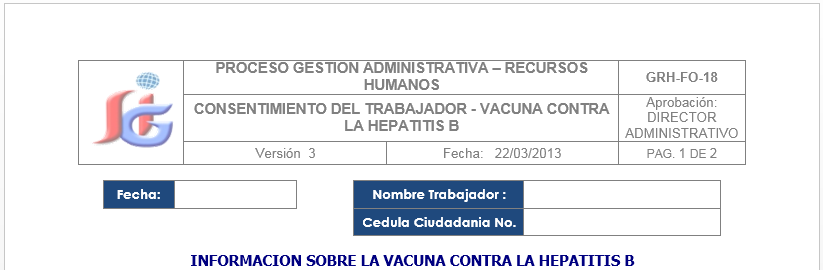 PROCESO GESTION ADMINISTRATIVA – RECURSOS
HUMANOS
GRH-FO-18
CONSENTIMIENTO DEL TRABAJADOR - VACUNA CONTRA
LA HEPATITIS B
Aprobación:
DIRECTOR
ADMINISTRATIVO
Versión 3
Fecha: 22/03/2013
PAG. 1 DE 2
Fecha:
Nombre Trabajador :
Cedula Ciudadania No.
INFORMACION SOBRE LA VACUNA CONTRA LA HEPATITIS B